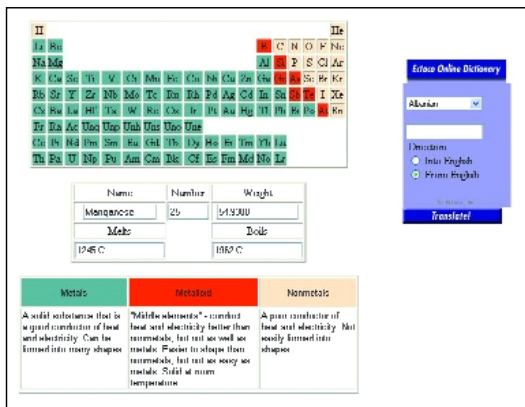 H He
Li Be B C N O F Ne
Na Mg Al Si P S Cl Ar
K Ca Sc Ti V Cr Mn Fe Co Ni Cu Zn Ga Ge As Se Br Kr
Rb Sr Y Zr Nb Mo Tc Rh Pd Ag Cd In Sn Sb Te I Xe
Cs Ba La Hf Ta W Re Os Ir Pt Au Hg Tl Pb Bi Po At Rn
Fr Ra Ac Unq Unp Unh Uns Uno Une
Ce Pr Nd Pm Sm Eu Gd Tb Dy Ho Er Tm Yb Lu
Th Pa U Np Pu Am Cm Bk Cf Es Fm Md No Lr
Ectaco Online Dictionary
Albanian
Direction
Into English
From English
Translate!
Name Number Weight
Manganese 25 54.9380
Melts Boils
1245 C 1962 C
Metals Metalloid Nonmetals
A solid substance that is
a good conductor of heat
and electricity. Can be
formed into many shapes
"Middle elements" - conduct
heat and electricity better than
nonmetals, but not as well as
metals. Easier to shape than
nonmetals, but not as easy as
metals. Solid at room
temperature
A poor conductor of
heat and electricity. Not
easily formed into
shapes